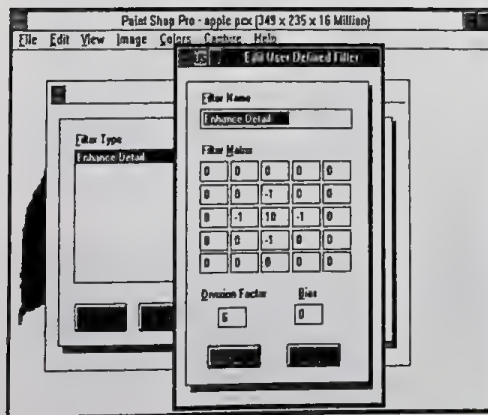 Paint Shop Pro - apple.pcx (349 x 235 x 16 Million)
File Edit View Image Colors Capture Help
Edit User Defined Filter
Filter Name
Enhance Detail
Filter Type
Enhance Detail
Filter Matrix
0 0 0 0 0
0 0 -1 0 0
0 -1 10 -1 0
0 0 -1 0 0
0 0 0 0 0
Division Factor Bias
6 0